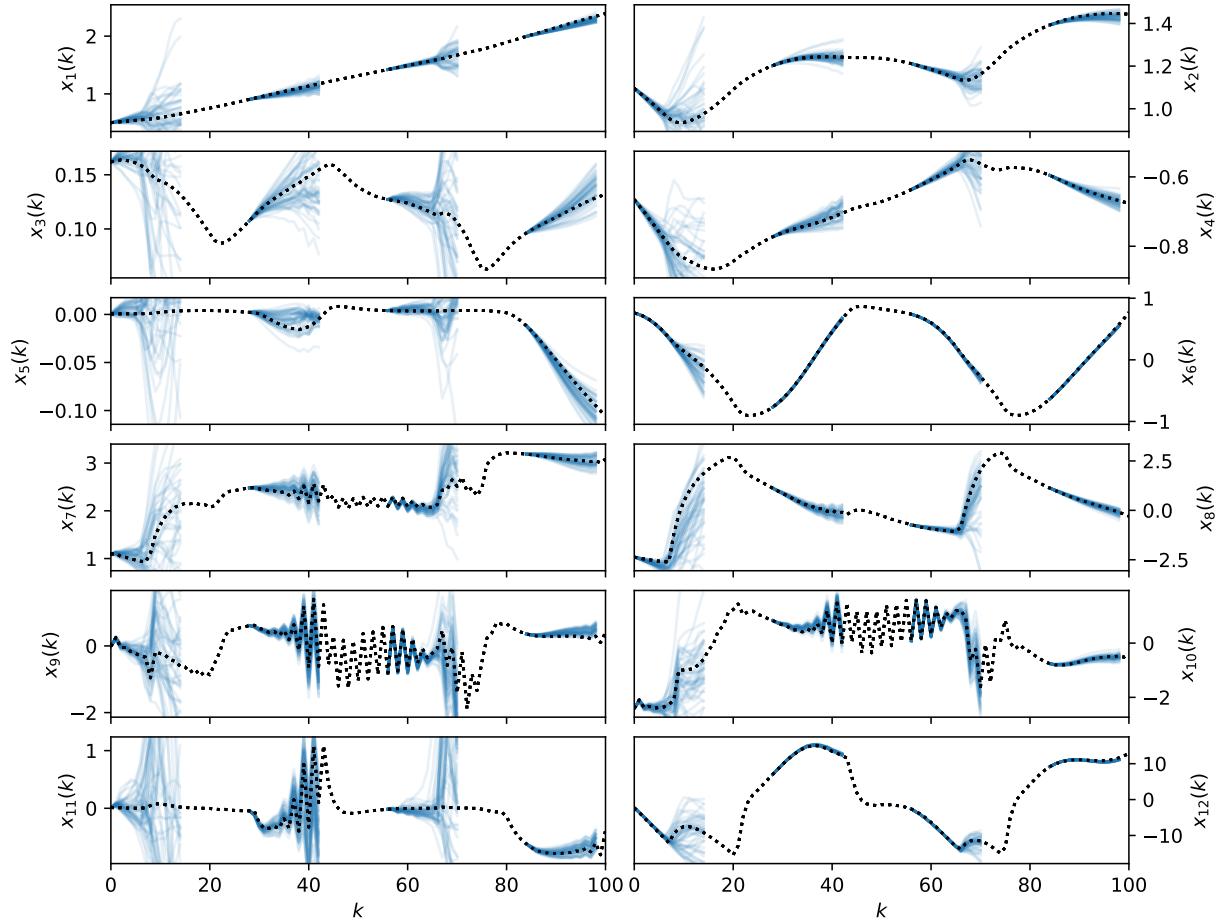 2
1
x₁(k)
1.4
1.2
1.0
x₂(k)
0.15
0.10
x₃(k)
−0.6
−0.8
x₄(k)
0.00
−0.05
−0.10
x₅(k)
1
0
−1
x₆(k)
3
2
1
x₇(k)
2.5
0.0
−2.5
x₈(k)
0
−2
x₉(k)
0
−2
x₁₀(k)
1
0
x₁₁(k)
10
0
−10
x₁₂(k)
0 20 40 60 80 100
k
0 20 40 60 80 100
k